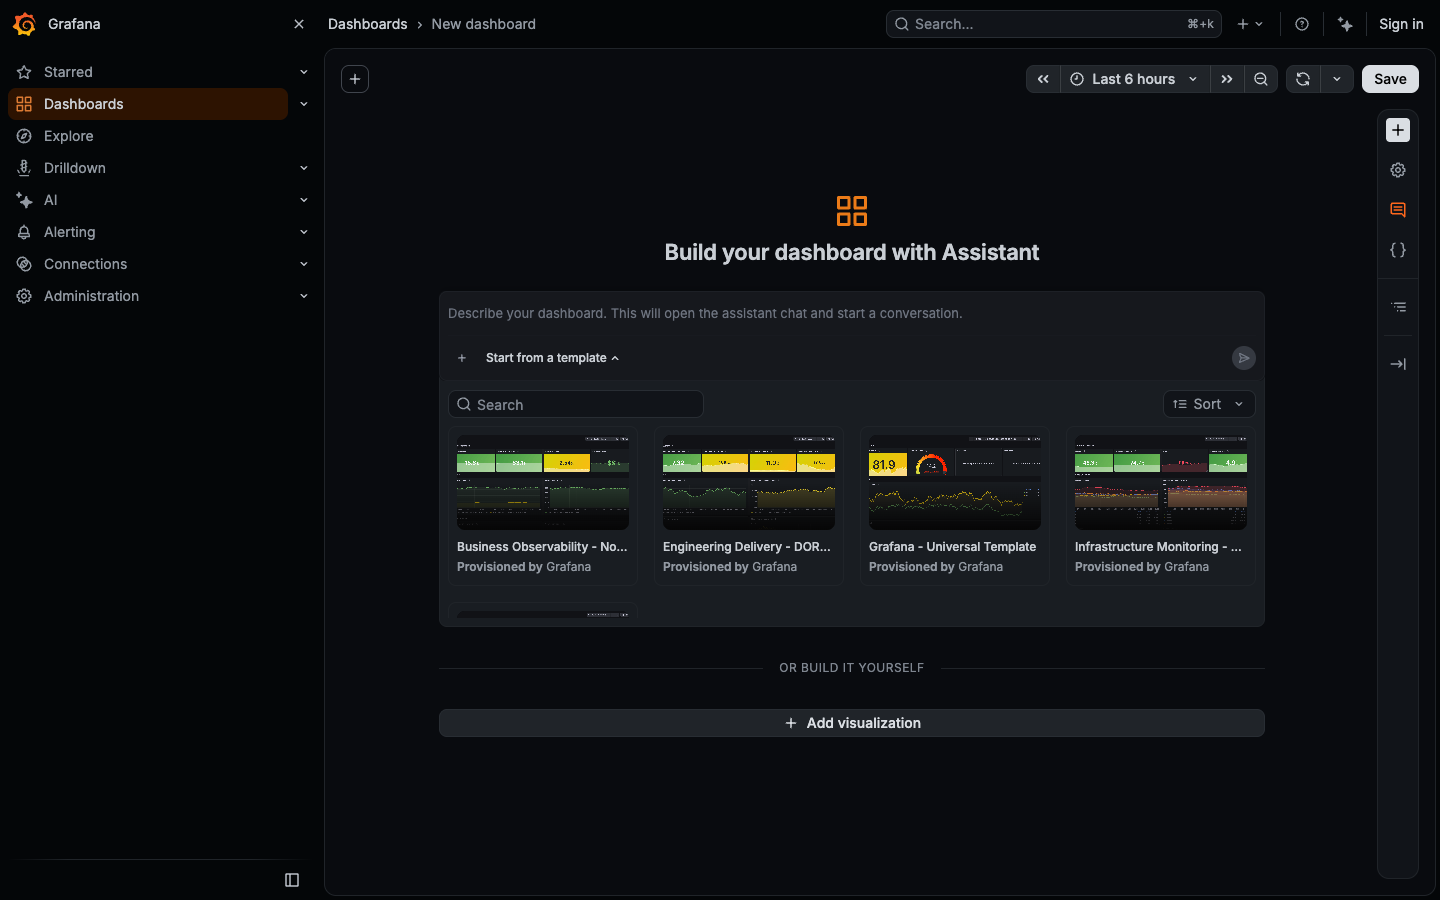 Grafana
Dashboards › New dashboard
Search...
⌘+k
Sign in
Starred
Dashboards
Explore
Drilldown
AI
Alerting
Connections
Administration
Last 6 hours
Save
Build your dashboard with Assistant
Describe your dashboard. This will open the assistant chat and start a conversation.
Start from a template
Search
Sort
81.9
Business Observability - No...
Provisioned by Grafana
Engineering Delivery - DOR...
Provisioned by Grafana
Grafana - Universal Template
Provisioned by Grafana
Infrastructure Monitoring - ...
Provisioned by Grafana
OR BUILD IT YOURSELF
Add visualization